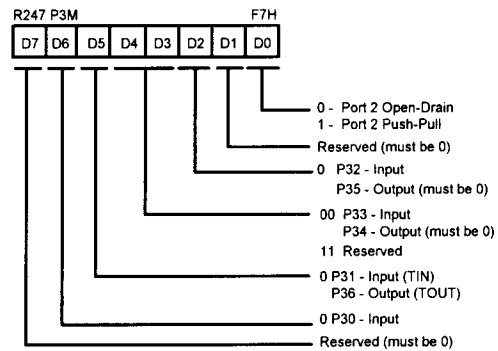 R247 P3M F7H
D7 D6 D5 D4 D3 D2 D1 D0
0 - Port 2 Open-Drain
1 - Port 2 Push-Pull
Reserved (must be 0)
0 P32 - Input
P35 - Output (must be 0)
00 P33 - Input
P34 - Output (must be 0)
11 Reserved
0 P31 - Input (TIN)
P36 - Output (TOUT)
0 P30 - Input
Reserved (must be 0)